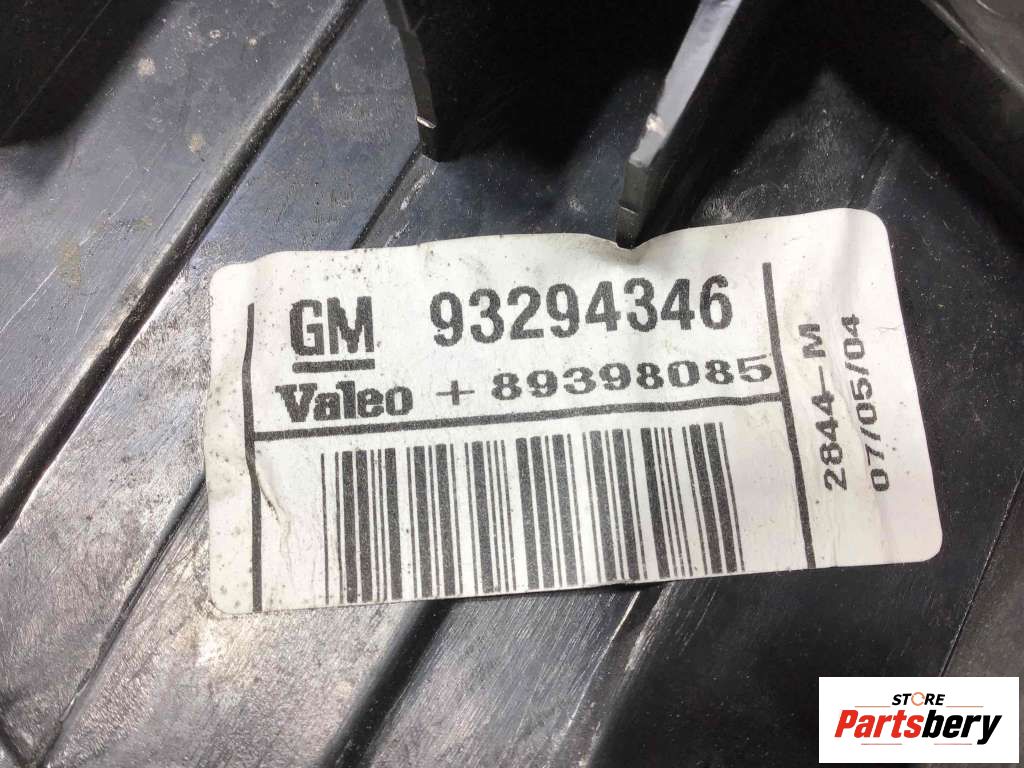 GM 93294346
Valeo + 89398085
2844-M
07/05/04
STORE
Partsbery